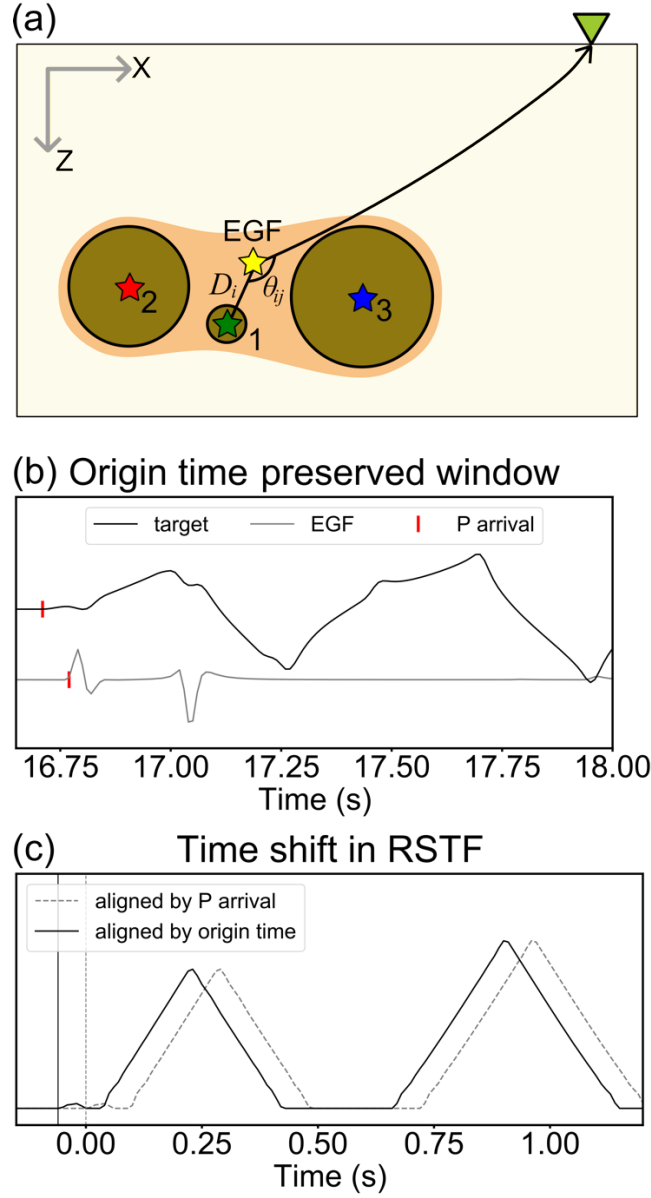 (a)
X
Z
EGF
D_i
θ_ij
2
1
3
(b) Origin time preserved window
target EGF P arrival
16.75 17.00 17.25 17.50 17.75 18.00
Time (s)
(c) Time shift in RSTF
aligned by P arrival
aligned by origin time
0.00 0.25 0.50 0.75 1.00
Time (s)